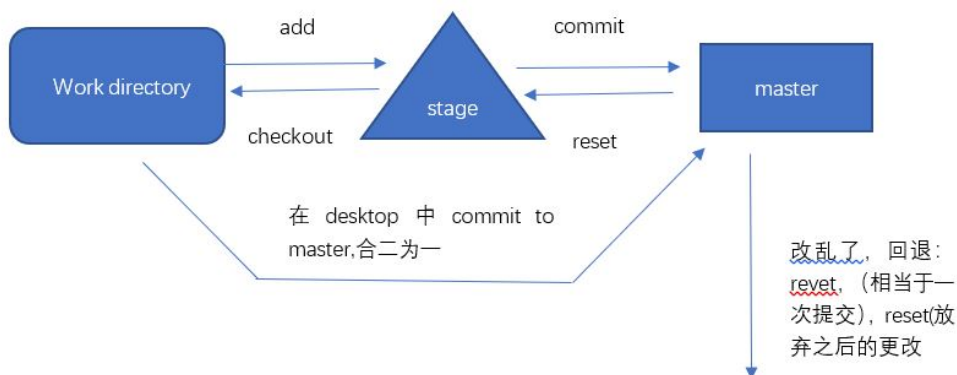 add
commit
Work directory
stage
master
checkout
reset
在 desktop 中 commit to
master,合二为一
改乱了，回退：
revet，（相当于一
次提交），reset(放
弃之后的更改